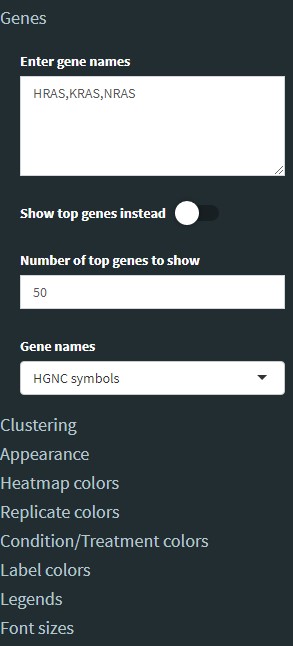 Genes
Enter gene names
HRAS,KRAS,NRAS
Show top genes instead
Number of top genes to show
50
Gene names
HGNC symbols
Clustering
Appearance
Heatmap colors
Replicate colors
Condition/Treatment colors
Label colors
Legends
Font sizes